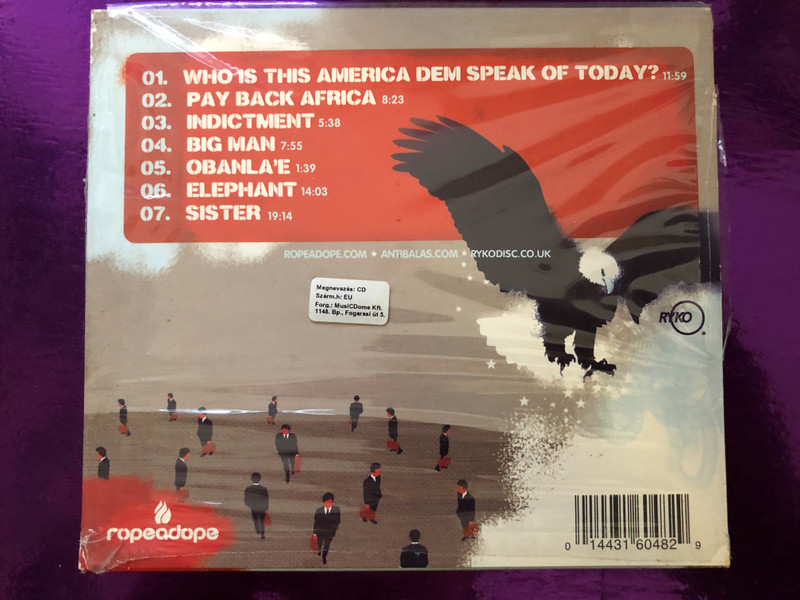 01. WHO IS THIS AMERICA DEM SPEAK OF TODAY? 11:59
02. PAY BACK AFRICA 8:23
03. INDICTMENT 5:38
04. BIG MAN 7:55
05. OBANLA'E 1:39
06. ELEPHANT 14:03
07. SISTER 19:14
ROPEADOPE.COM ★ ANTIBALAS.COM ★ RYKODISC.CO.UK
Megnevezés: CD
Szárm.h: EU
Forg.: MusiCDome Kft.
1148. Bp., Fogarasi út 5.
RYKO
ropeadope
0 14431 60482 9